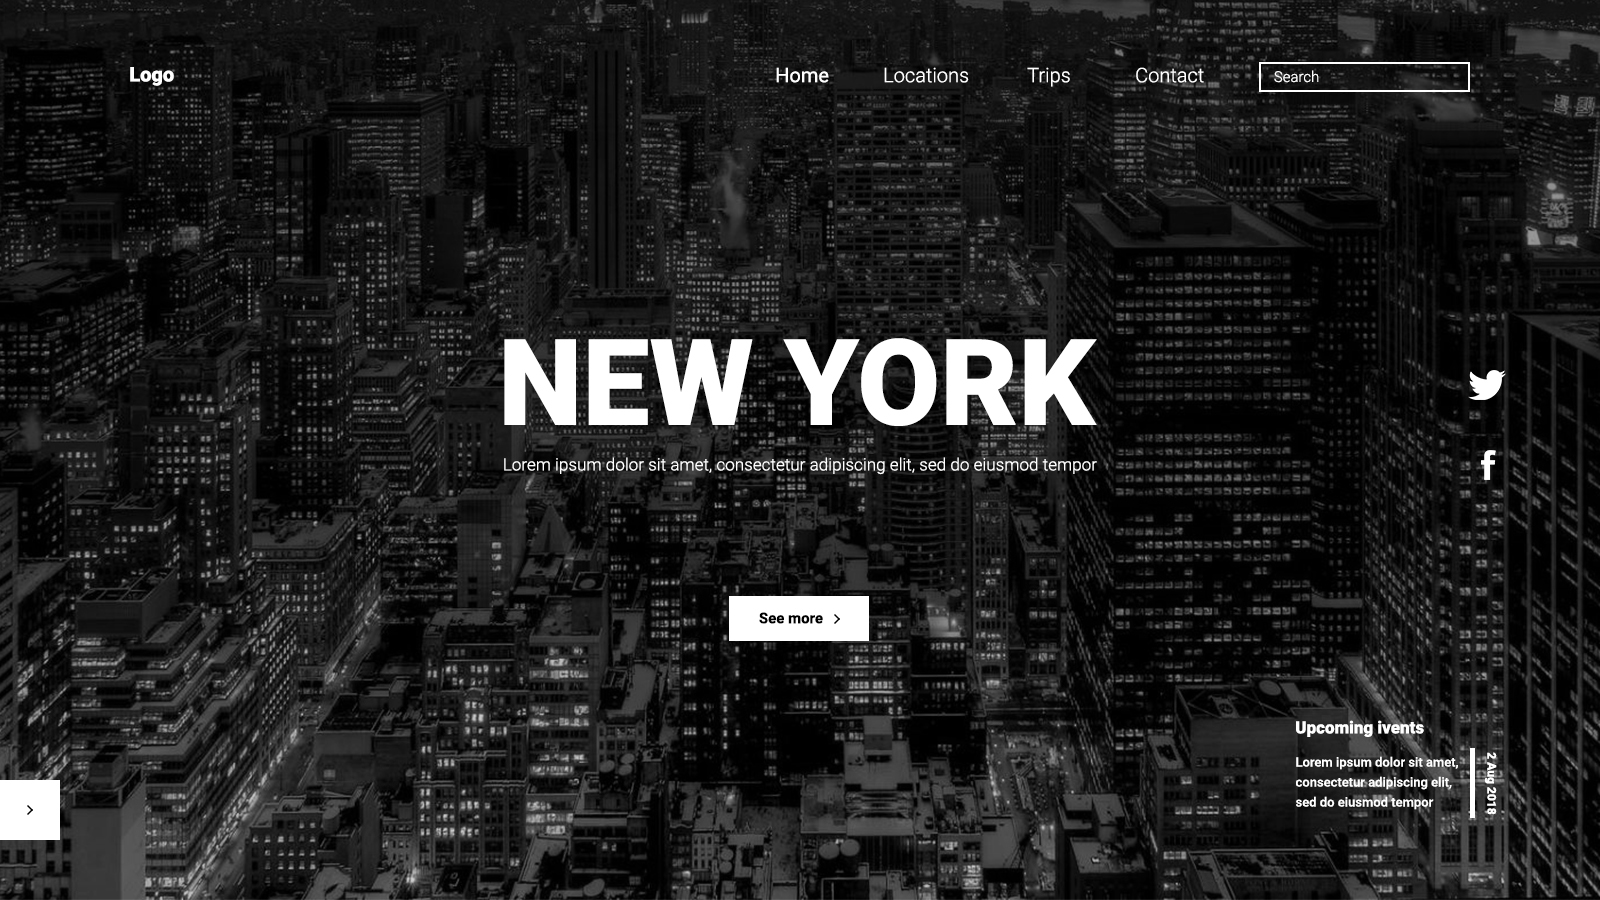 Logo
Home
Locations
Trips
Contact
Search
NEW YORK
Lorem ipsum dolor sit amet, consectetur adipiscing elit, sed do eiusmod tempor
See more
Upcoming ivents
Lorem ipsum dolor sit amet,
consectetur adipiscing elit,
sed do eiusmod tempor
2 Aug 2018